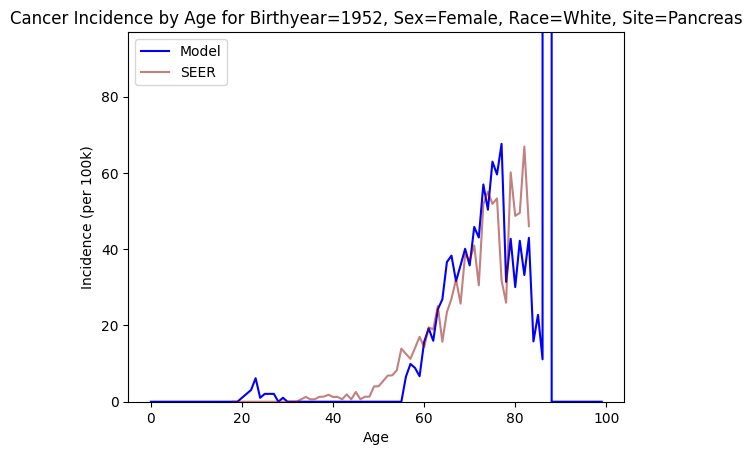 Cancer Incidence by Age for Birthyear=1952, Sex=Female, Race=White, Site=Pancreas
Model
SEER
80
60
40
20
0
Incidence (per 100k)
0 20 40 60 80 100
Age